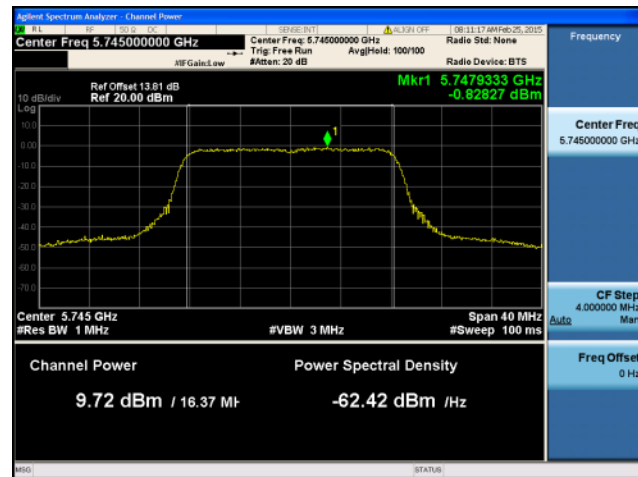 Agilent Spectrum Analyzer - Channel Power
RL RF 50 Ω DC SENSE:INT ALIGN OFF 08:11:17 AM Feb 25, 2015
Center Freq 5.745000000 GHz
Center Freq: 5.745000000 GHz
Radio Std: None
Trig: Free Run Avg|Hold: 100/100
#IFGain:Low #Atten: 20 dB Radio Device: BTS
Mkr1 5.7479333 GHz
-0.82827 dBm
Ref Offset 13.81 dB
10 dB/div Ref 20.00 dBm
Log
10.0
1
0.00
-10.0
-20.0
-30.0
-40.0
-50.0
-60.0
-70.0
Center 5.745 GHz Span 40 MHz
#Res BW 1 MHz #VBW 3 MHz #Sweep 100 ms
Channel Power Power Spectral Density
9.72 dBm / 16.37 MH -62.42 dBm /Hz
MSG STATUS
Frequency
Center Freq
5.745000000 GHz
CF Step
4.000000 MHz
Auto Man
Freq Offset
0 Hz